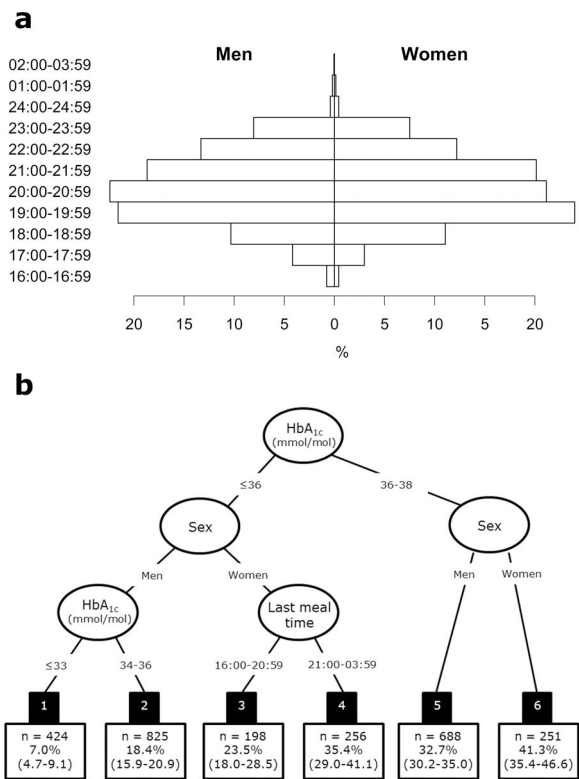 a
Men Women
02:00-03:59
01:00-01:59
24:00-24:59
23:00-23:59
22:00-22:59
21:00-21:59
20:00-20:59
19:00-19:59
18:00-18:59
17:00-17:59
16:00-16:59
20 15 10 5 0 5 10 5 20
%
b
HbA1c
(mmol/mol)
≤36 36-38
Sex Sex
Men Women Men Women
HbA1c
(mmol/mol)
Last meal
time
≤33 34-36 16:00-20:59 21:00-03:59
1 2 3 4 5 6
n = 424 n = 825 n = 198 n = 256 n = 688 n = 251
7.0% 18.4% 23.5% 35.4% 32.7% 41.3%
(4.7-9.1) (15.9-20.9) (18.0-28.5) (29.0-41.1) (30.2-35.0) (35.4-46.6)